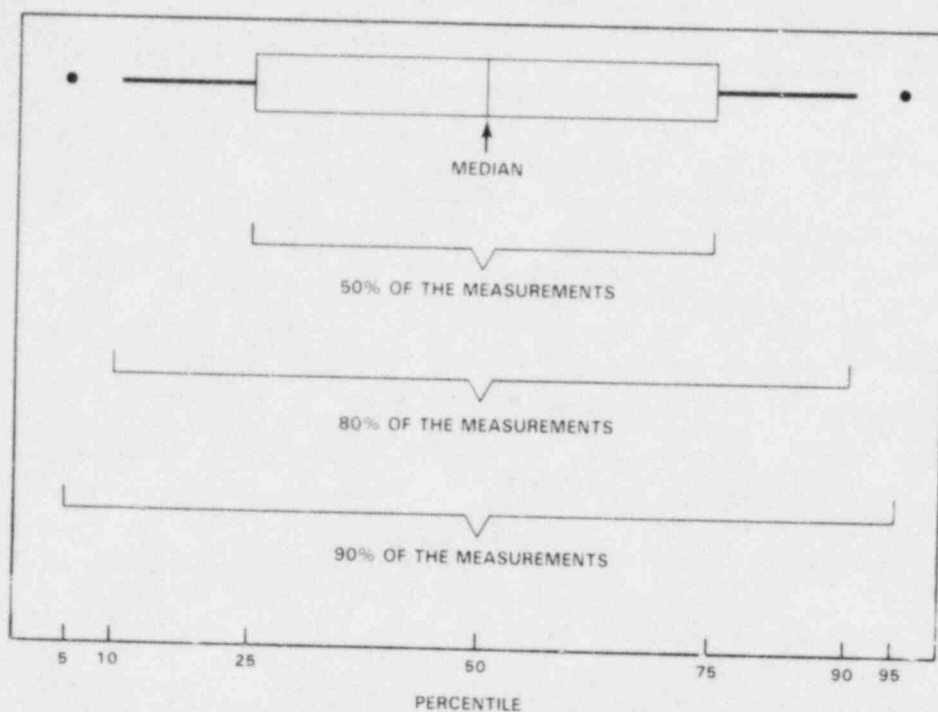 MEDIAN
50% OF THE MEASUREMENTS
80% OF THE MEASUREMENTS
90% OF THE MEASUREMENTS
5 10 25 50 75 90 95
PERCENTILE